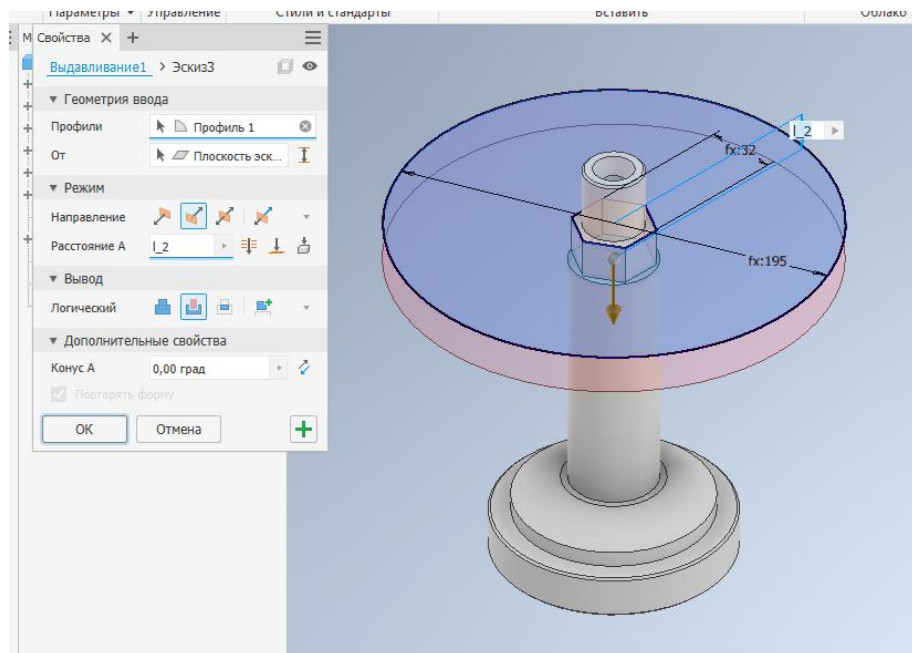 Параметры Управление Стили и стандарты Вставить Облако
М Свойства × +
Выдавливание1 > Эскиз3
Геометрия ввода
Профили Профиль 1
От Плоскость эск...
Режим
Направление
Расстояние А l_2
Вывод
Логический
Дополнительные свойства
Конус А 0,00 град
Повторять форму
ОК Отмена
l_2
fx:32
fx:195